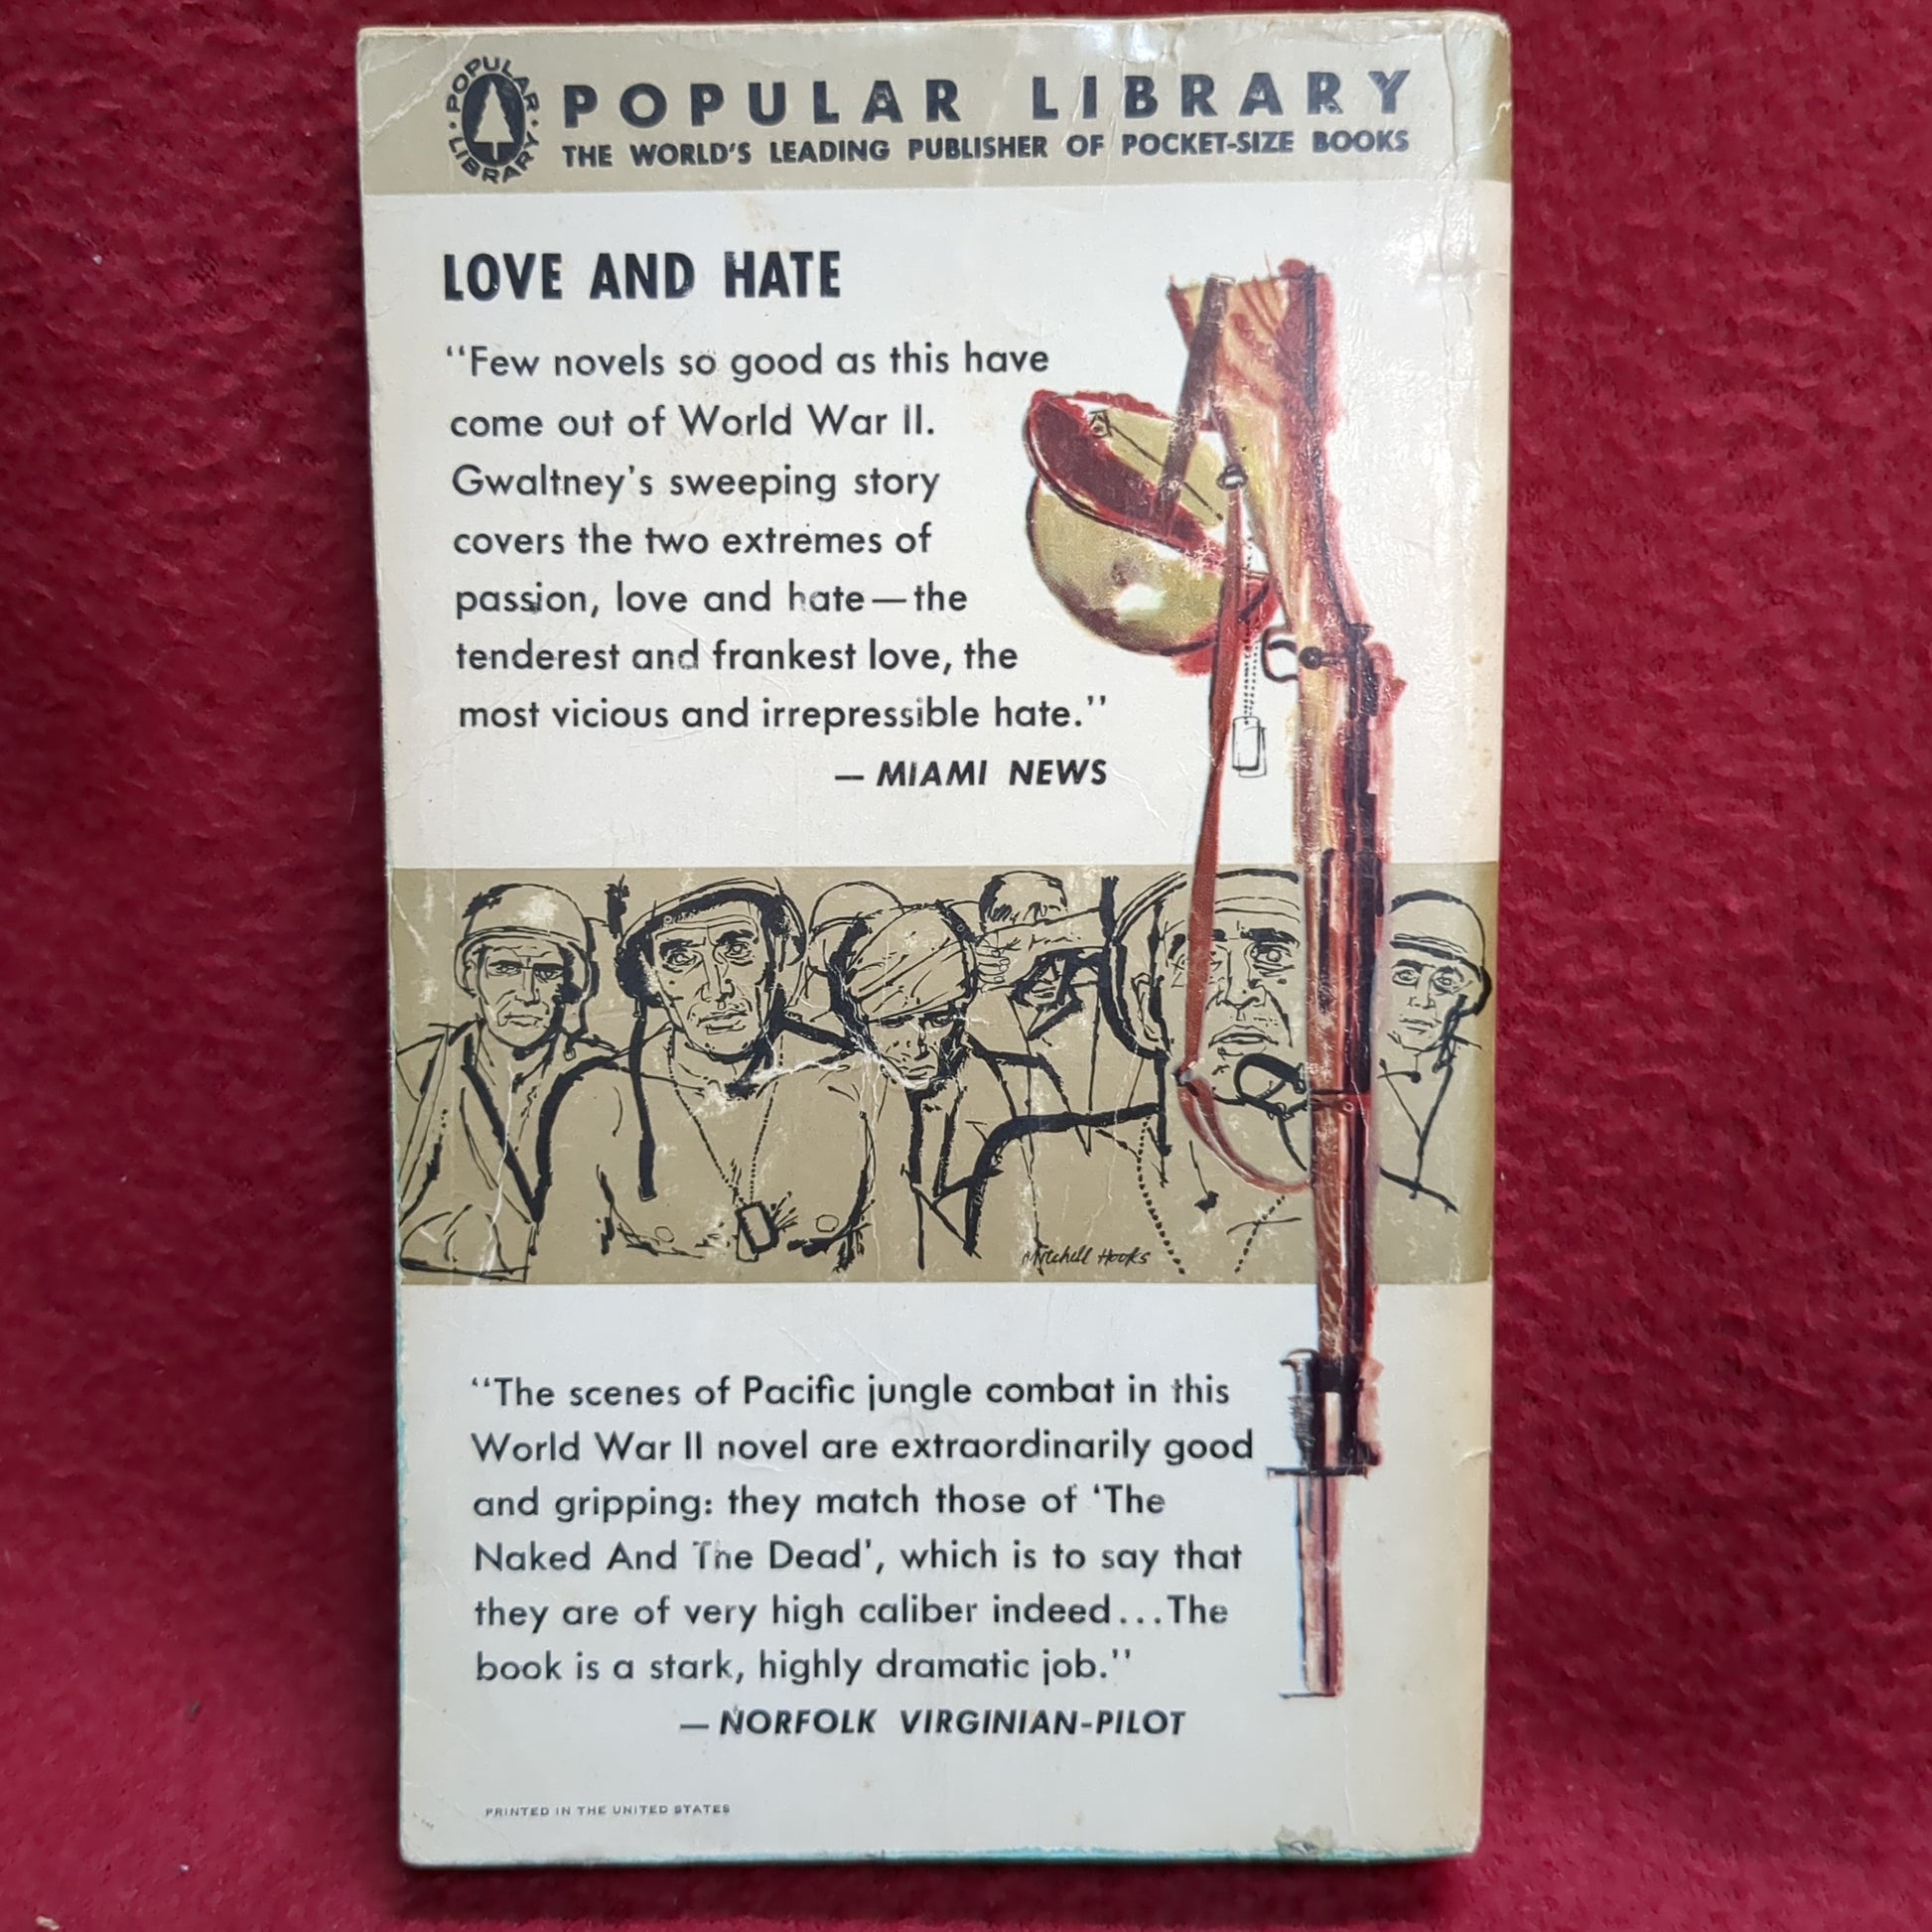 POPULAR LIBRARY
POPULAR LIBRARY
THE WORLD'S LEADING PUBLISHER OF POCKET-SIZE BOOKS
LOVE AND HATE
"Few novels so good as this have
come out of World War II.
Gwaltney's sweeping story
covers the two extremes of
passion, love and hate—the
tenderest and frankest love, the
most vicious and irrepressible hate."
— MIAMI NEWS
Mitchell Hooks
"The scenes of Pacific jungle combat in this
World War II novel are extraordinarily good
and gripping: they match those of 'The
Naked And The Dead', which is to say that
they are of very high caliber indeed...The
book is a stark, highly dramatic job."
— NORFOLK VIRGINIAN-PILOT
PRINTED IN THE UNITED STATES